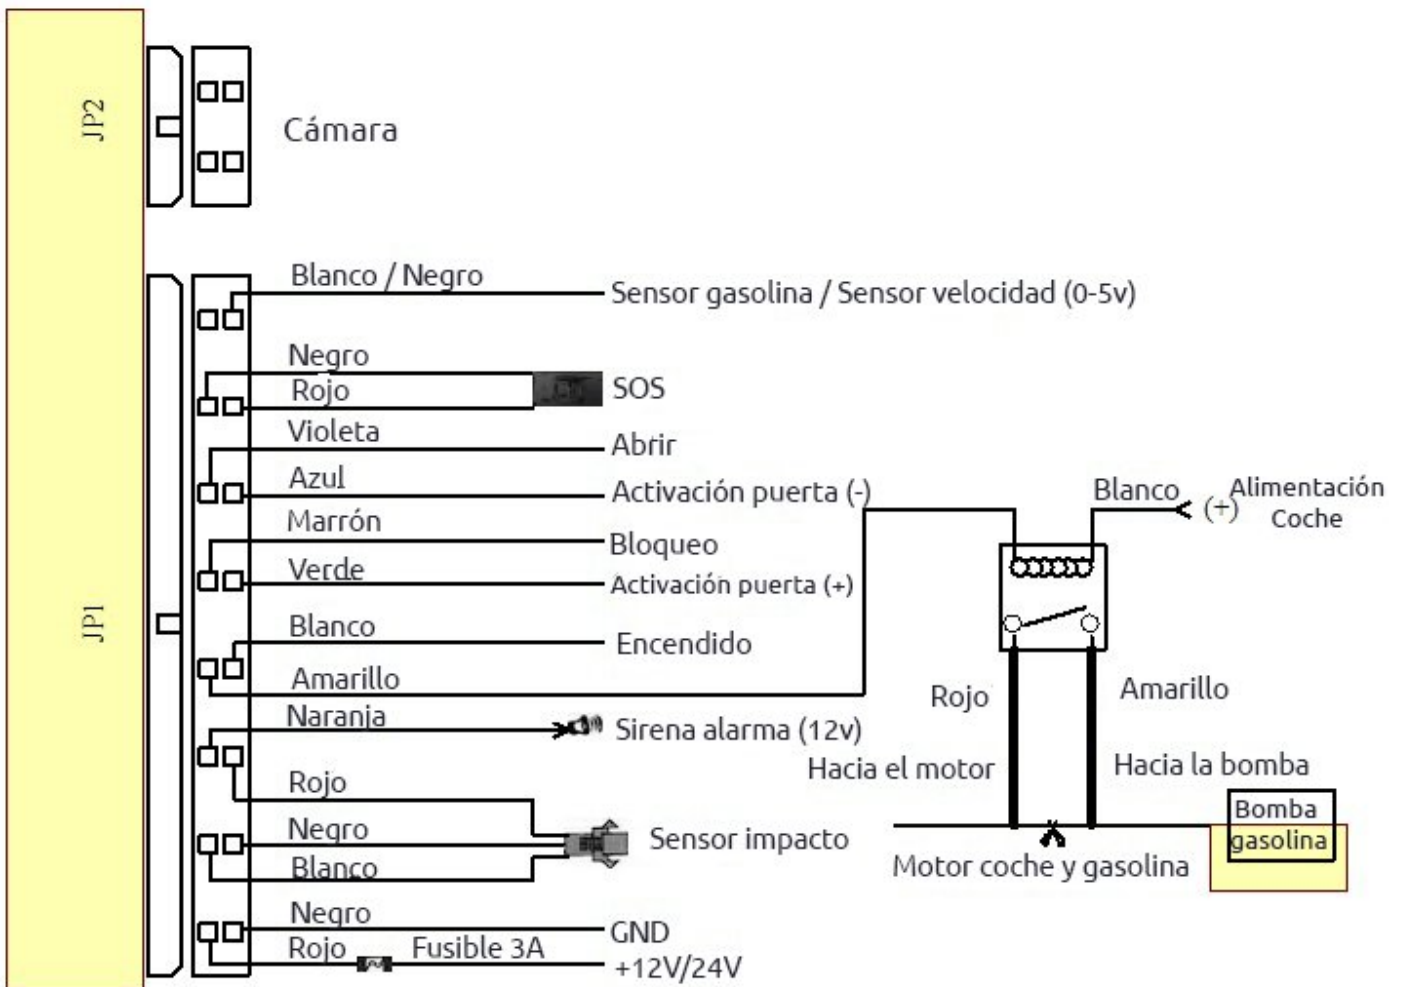 JP2
Cámara
Blanco / Negro
Sensor gasolina / Sensor velocidad (0-5v)
Negro
Rojo
SOS
Violeta
Abrir
Azul
Activación puerta (-)
Marrón
Bloqueo
Verde
Activación puerta (+)
JP1
Blanco
Encendido
Amarillo
Naranja
Sirena alarma (12v)
Rojo
Negro
Sensor impacto
Blanco
Negro
GND
Rojo
Fusible 3A
+12V/24V
Blanco
(+)
Alimentación
Coche
Rojo
Amarillo
Hacia el motor
Hacia la bomba
Bomba
gasolina
Motor coche y gasolina